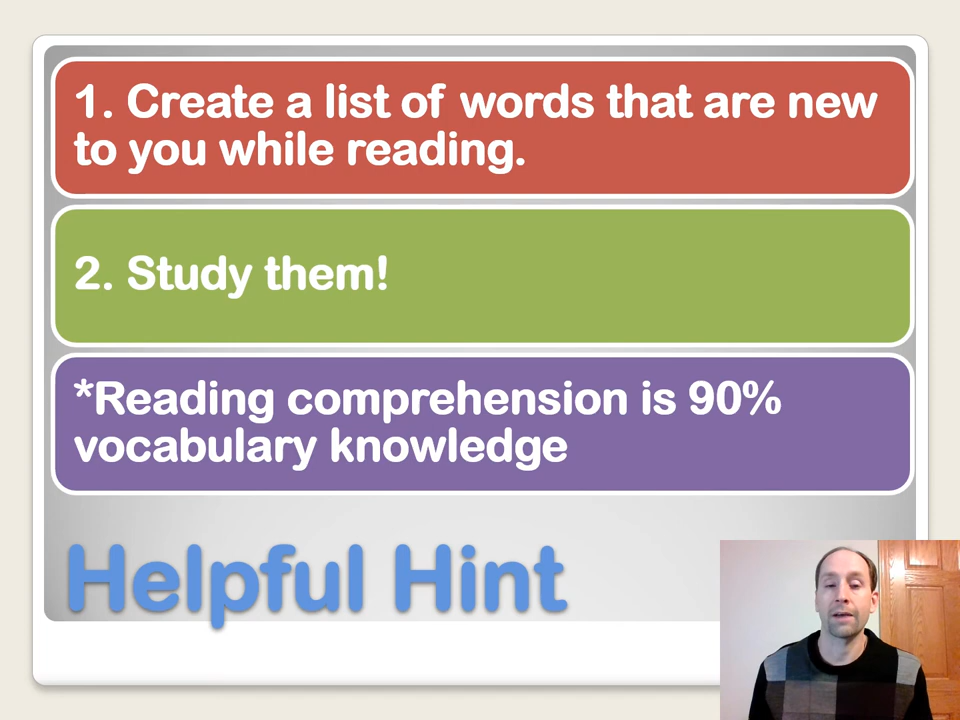 1. Create a list of words that are new
to you while reading.
2. Study them!
*Reading comprehension is 90%
vocabulary knowledge
Helpful Hint